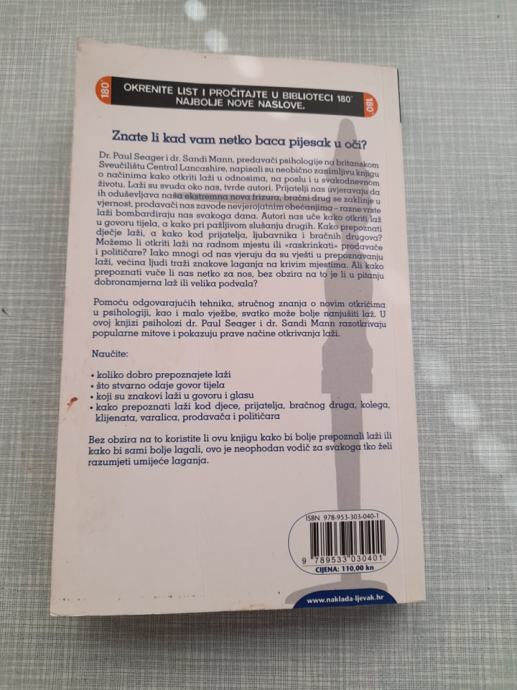 180°
OKRENITE LIST I PROČITAJTE U BIBLIOTECI 180°
NAJBOLJE NOVE NASLOVE.
180°
Znate li kad vam netko baca pijesak u oči?
Dr. Paul Seager i dr. Sandi Mann, predavači psihologije na britanskom
Sveučilištu Central Lancashire, napisali su neobično zanimljivu knjigu
o načinima kako otkriti laži u odnosima, na poslu i u svakodnevnom
životu. Laži su svuda oko nas, tvrde autori. Prijatelji nas uvjeravaju da
ih oduševljava naša ekstremna nova frizura, bračni drug se zaklinje u
vjernost, prodavači nas zavode nevjerojatnim obećanjima – razne vrste
laži bombardiraju nas svakoga dana. Autori nas uče kako otkriti laž
u govoru tijela, a kako pri pažljivom slušanju drugih. Kako prepoznati
dječje laži, a kako kod prijatelja, ljubavnika i bračnih drugova?
Možemo li otkriti laži na radnom mjestu ili «raskrinkati» prodavače
i političare? Iako mnogi od nas vjeruju da su vješti u prepoznavanju
laži, većina ljudi traži znakove laganja na krivim mjestima. Ali kako
prepoznati vuče li nas netko za nos, bez obzira na to je li u pitanju
dobronamjerna laž ili velika podvala?
Pomoću odgovarajućih tehnika, stručnog znanja o novim otkrićima
u psihologiji, kao i malo vježbe, svatko može bolje nanjušiti laž. U
ovoj knjizi psiholozi dr. Paul Seager i dr. Sandi Mann razotkrivaju
popularne mitove i pokazuju prave načine otkrivanja laži.
Naučite:
• koliko dobro prepoznajete laži
• što stvarno odaje govor tijela
• koji su znakovi laži u govoru i glasu
• kako prepoznati laži kod djece, prijatelja, bračnog druga, kolega,
klijenata, varalica, prodavača i političara
Bez obzira na to koristite li ovu knjigu kako bi bolje prepoznali laži ili
kako bi sami bolje lagali, ovo je neophodan vodič za svakoga tko želi
razumjeti umijeće laganja.
ISBN 978-953-303-040-1
9 789533 030401
CIJENA: 110,00 kn
www.naklada-ljevak.hr